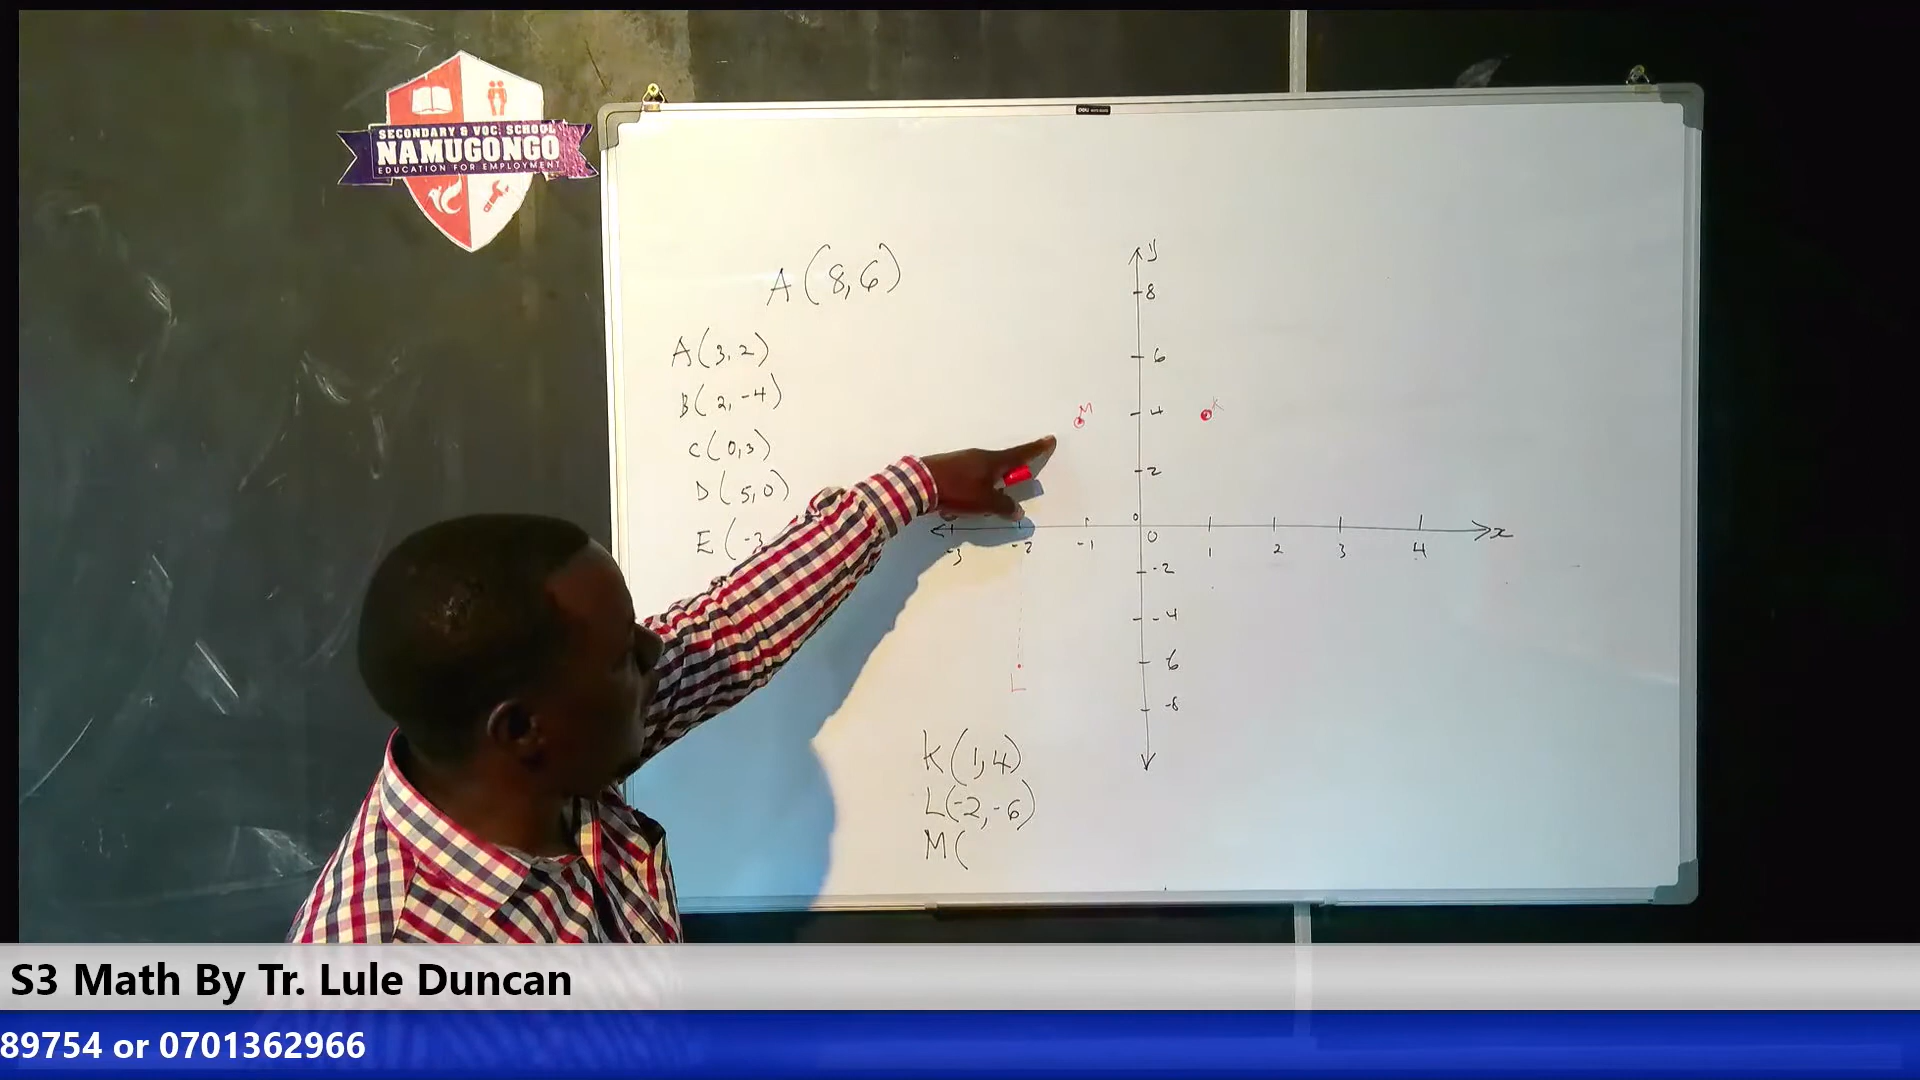 SECONDARY & VOC. SCHOOL
NAMUGONGO
EDUCATION FOR EMPLOYMENT
deli
A(8,6)
A(3,2)
B(2,-4)
C(0,3)
D(5,0)
E(-3
y
8
6
4
2
0
M
K
-3 -2 -1 0 1 2 3 4 x
-2
-4
-6
-8
L
K(1,4)
L(-2,-6)
M(
S3 Math By Tr. Lule Duncan
89754 or 0701362966